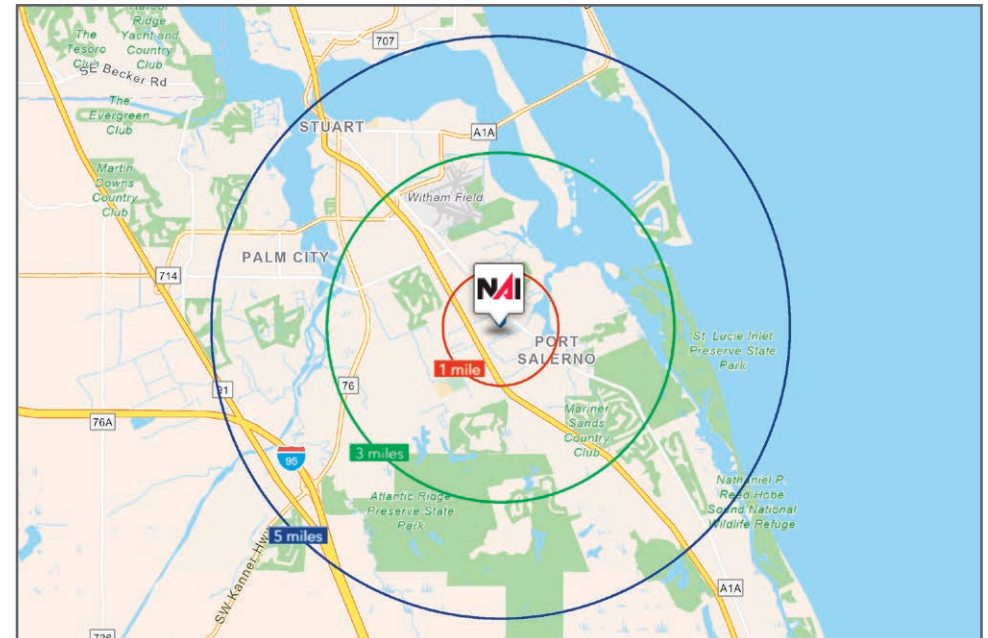 Harbor
Ridge
Yacht and
Country
Club
The
Tesoro
Club
SE Becker Rd
707
The
Evergreen
Club
STUART
A1A
Martin
Downs
Country
Club
Witham Field
PALM CITY
714
NAI
PORT
SALERNO
St. Lucie Inlet
Preserve State
Park
1 mile
91
76
76A
Mariner
Sands
Country
Club
3 miles
95
Atlantic Ridge
Preserve State
Park
Nathaniel P.
Reed Hobe
Sound National
Wildlife Refuge
5 miles
SW Kanner Hwy
A1A
726